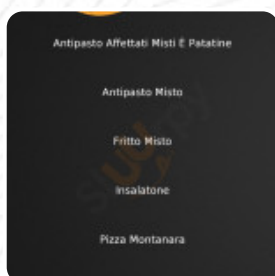 Antipasto Affettati Misti E Patatine
Antipasto Misto
Fritto Misto
Insalatone
Pizza Montanara